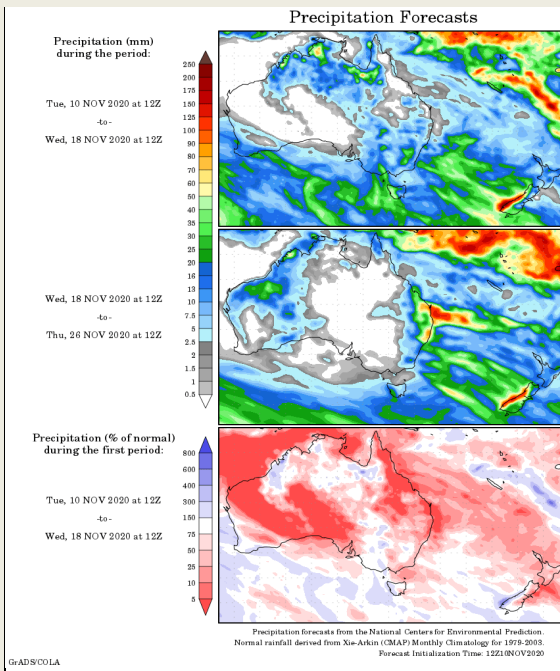 Precipitation Forecasts
Precipitation (mm)
during the period:
Tue, 10 NOV 2020 at 12Z
-to-
Wed, 18 NOV 2020 at 12Z
250
200
175
150
125
100
90
80
70
60
50
40
35
30
25
20
16
13
10
7.5
5
2.5
2
1.5
1
0.5
Wed, 18 NOV 2020 at 12Z
-to-
Thu, 26 NOV 2020 at 12Z
Precipitation (% of normal)
during the first period:
Tue, 10 NOV 2020 at 12Z
-to-
Wed, 18 NOV 2020 at 12Z
800
600
400
300
150
75
50
25
10
5
Precipitation forecasts from the National Centers for Environmental Prediction.
Normal rainfall derived from Xie-Arkin (CMAP) Monthly Climatology for 1979-2003.
Forecast Initialization Time: 12Z10NOV2020
GrADS/COLA